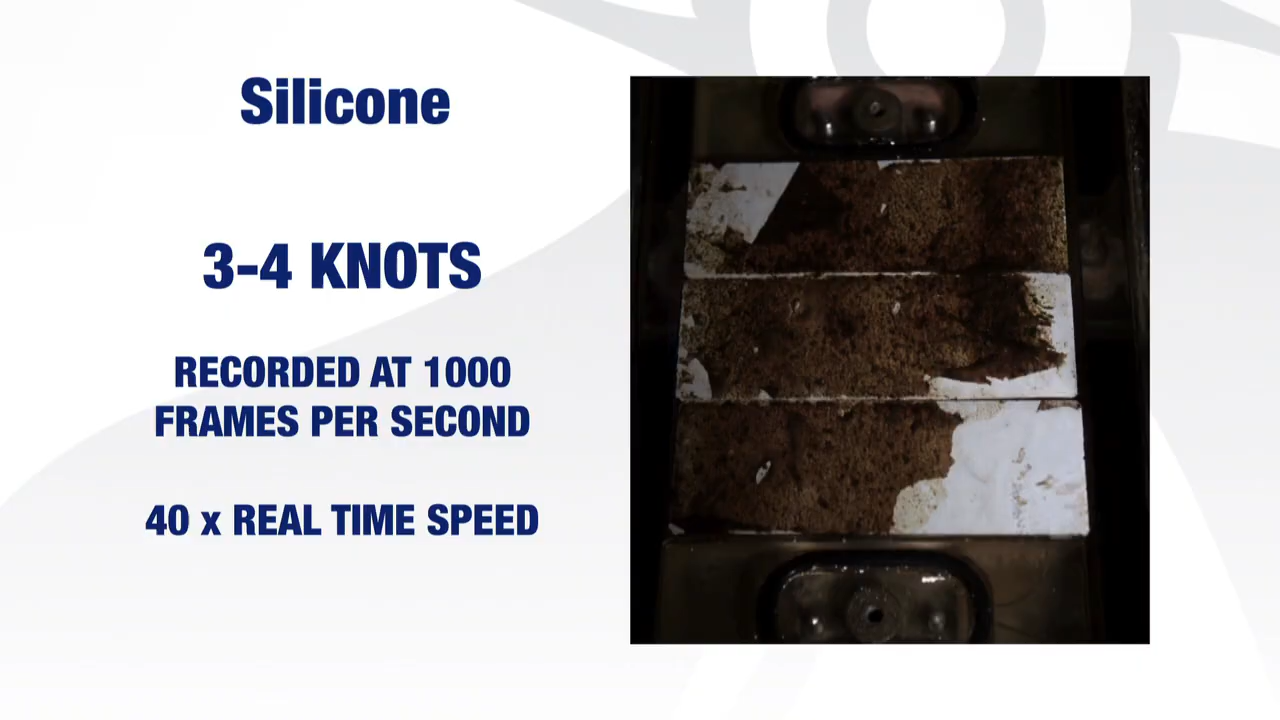 Silicone
3-4 KNOTS
RECORDED AT 1000
FRAMES PER SECOND
40 x REAL TIME SPEED